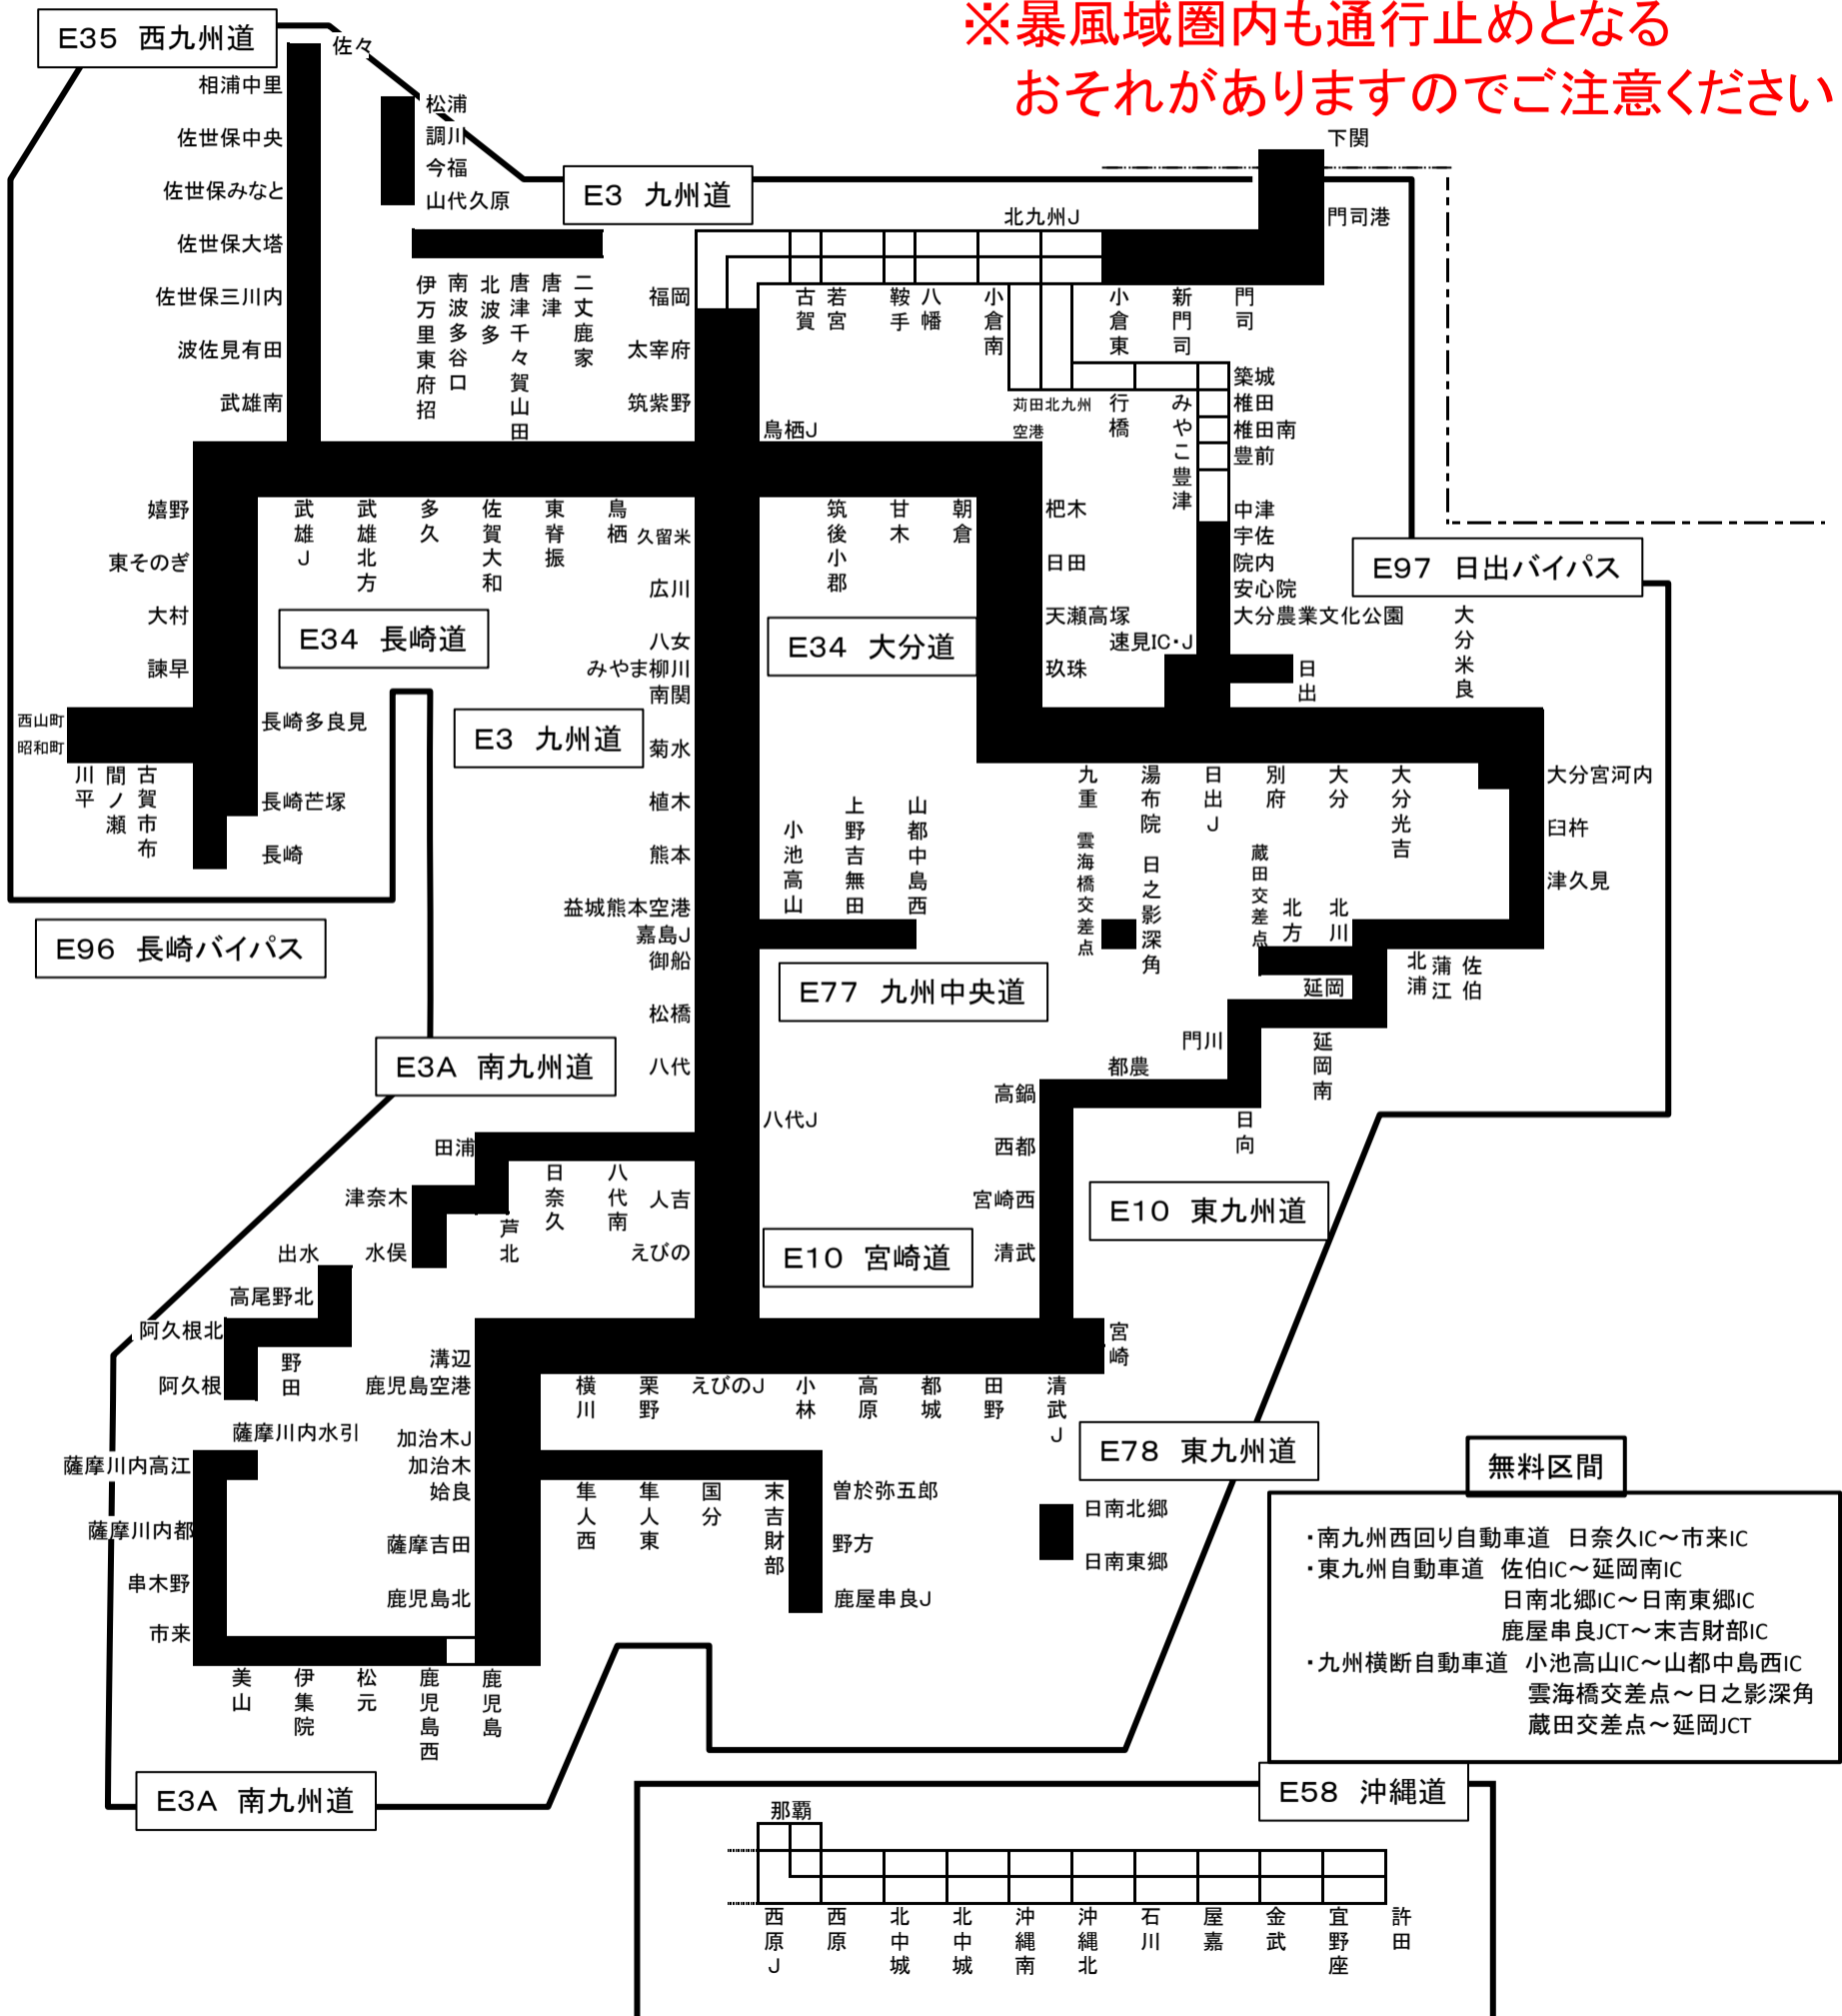 ※暴風域圏内も通行止めとなる
おそれがありますのでご注意ください
E35 西九州道
佐々
相浦中里
佐世保中央
佐世保みなと
佐世保大塔
佐世保三川内
波佐見有田
武雄南
松浦
調川
今福
山代久原
E3 九州道
下関
門司港
北九州J
伊万里東府招
南波多谷口
北波多
唐津千々賀山田
唐津
二丈鹿家
福岡
太宰府
筑紫野
鳥栖J
古賀
若宮
鞍手
八幡
小倉南
小倉東
新門司
門司
苅田北九州
空港
行橋
みやこ豊津
築城
椎田
椎田南
豊前
中津
宇佐
院内
安心院
大分農業文化公園
速見IC・J
日出
E97 日出バイパス
大分米良
嬉野
東そのぎ
大村
諫早
武雄J
武雄北方
多久
佐賀大和
東脊振
鳥栖
久留米
広川
八女
みやま柳川
南関
菊水
植木
熊本
益城熊本空港
嘉島J
御船
松橋
八代
筑後小郡
甘木
朝倉
杷木
日田
天瀬高塚
玖珠
E34 長崎道
E34 大分道
E3 九州道
西山町
昭和町
川平
間ノ瀬
古賀市布
長崎多良見
長崎芒塚
長崎
E96 長崎バイパス
小池高山
上野吉無田
山都中島西
九重
湯布院
日出J
別府
大分
大分光吉
大分宮河内
臼杵
津久見
雲海橋交差点
日之影深角
蔵田交差点
北方
北川
延岡
北浦
蒲江
佐伯
E77 九州中央道
E3A 南九州道
門川
延岡南
都農
高鍋
日向
西都
宮崎西
清武
八代J
田浦
津奈木
水俣
芦北
日奈久
八代南
人吉
えびの
E10 宮崎道
E10 東九州道
出水
高尾野北
阿久根北
野田
阿久根
薩摩川内水引
薩摩川内高江
薩摩川内都
串木野
市来
溝辺
鹿児島空港
加治木J
加治木
姶良
薩摩吉田
鹿児島北
横川
栗野
えびのJ
小林
高原
都城
田野
清武J
宮崎
隼人西
隼人東
国分
末吉財部
曽於弥五郎
野方
鹿屋串良J
E78 東九州道
日南北郷
日南東郷
美山
伊集院
松元
鹿児島西
鹿児島
E3A 南九州道
無料区間
・南九州西回り自動車道 日奈久IC～市来IC
・東九州自動車道 佐伯IC～延岡南IC
日南北郷IC～日南東郷IC
鹿屋串良JCT～末吉財部IC
・九州横断自動車道 小池高山IC～山都中島西IC
雲海橋交差点～日之影深角
蔵田交差点～延岡JCT
E58 沖縄道
那覇
西原J
西原
北中城
北中城
沖縄南
沖縄北
石川
屋嘉
金武
宜野座
許田